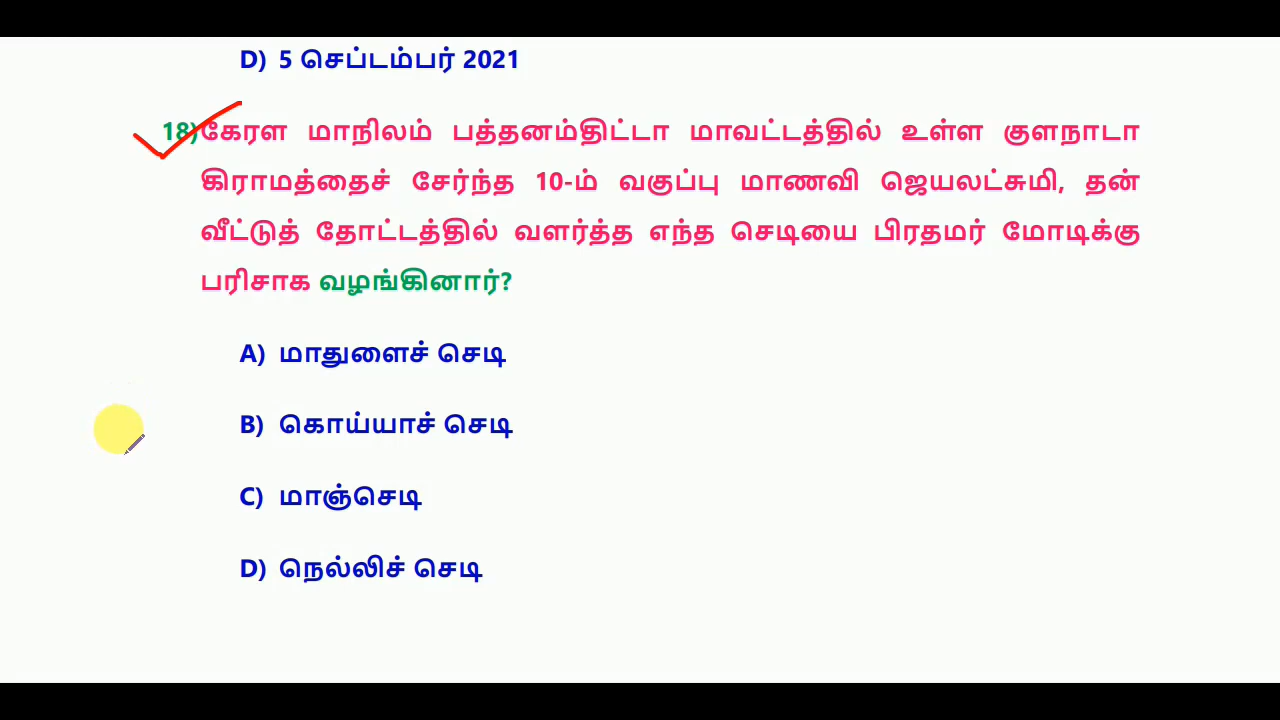 D) 5 செப்டம்பர் 2021
18)கேரள மாநிலம் பத்தனம்திட்டா மாவட்டத்தில் உள்ள குளநாடா
கிராமத்தைச் சேர்ந்த 10-ம் வகுப்பு மாணவி ஜெயலட்சுமி, தன்
வீட்டுத் தோட்டத்தில் வளர்த்த எந்த செடியை பிரதமர் மோடிக்கு
பரிசாக வழங்கினார்?
A) மாதுளைச் செடி
B) கொய்யாச் செடி
C) மாஞ்செடி
D) நெல்லிச் செடி